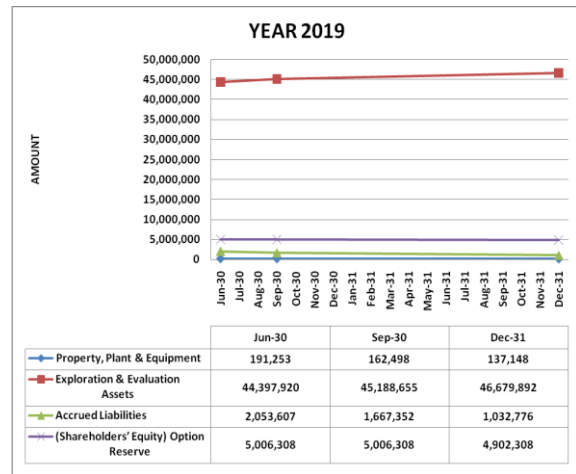 YEAR 2019
AMOUNT
50,000,000
45,000,000
40,000,000
35,000,000
30,000,000
25,000,000
20,000,000
15,000,000
10,000,000
5,000,000
0
Jun-30
Jul-30
Aug-30
Sep-30
Oct-30
Nov-30
Dec-30
Jan-31
Feb-31
Mar-31
Apr-31
May-31
Jun-31
Jul-31
Aug-31
Sep-31
Oct-31
Nov-31
Dec-31
Jun-30 Sep-30 Dec-31
Property, Plant & Equipment 191,253 162,498 137,148
Exploration & Evaluation
Assets 44,397,920 45,188,655 46,679,892
Accrued Liabilities 2,053,607 1,667,352 1,032,776
(Shareholders' Equity) Option
Reserve 5,006,308 5,006,308 4,902,308